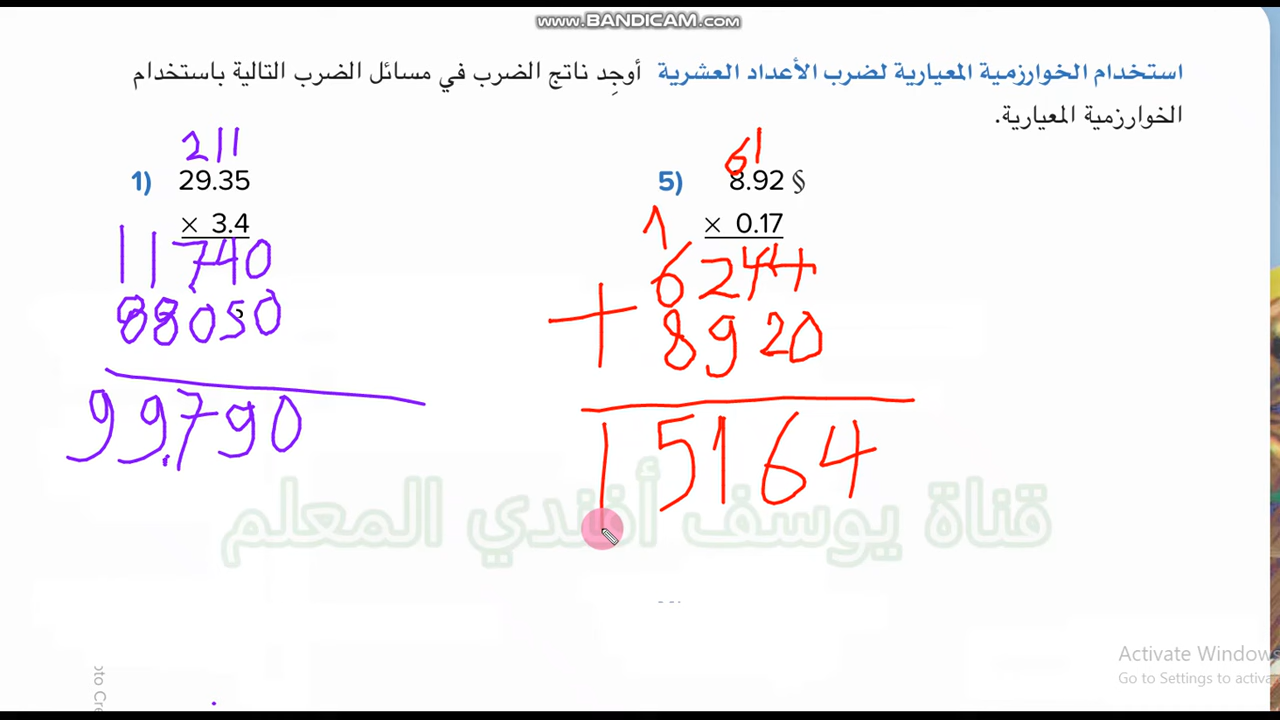 www.BANDICAM.com
استخدام الخوارزمية المعيارية لضرب الأعداد العشرية أوجِد ناتج الضرب في مسائل الضرب التالية باستخدام
الخوارزمية المعيارية.
211
1) 29.35
× 3.4
11740
88050
99.790
61
5) 8.92
× 0.17
1
6244
+ 8920
15164
قناة يوسف أفندي المعلم
Activate Windows
Go to Settings to activa